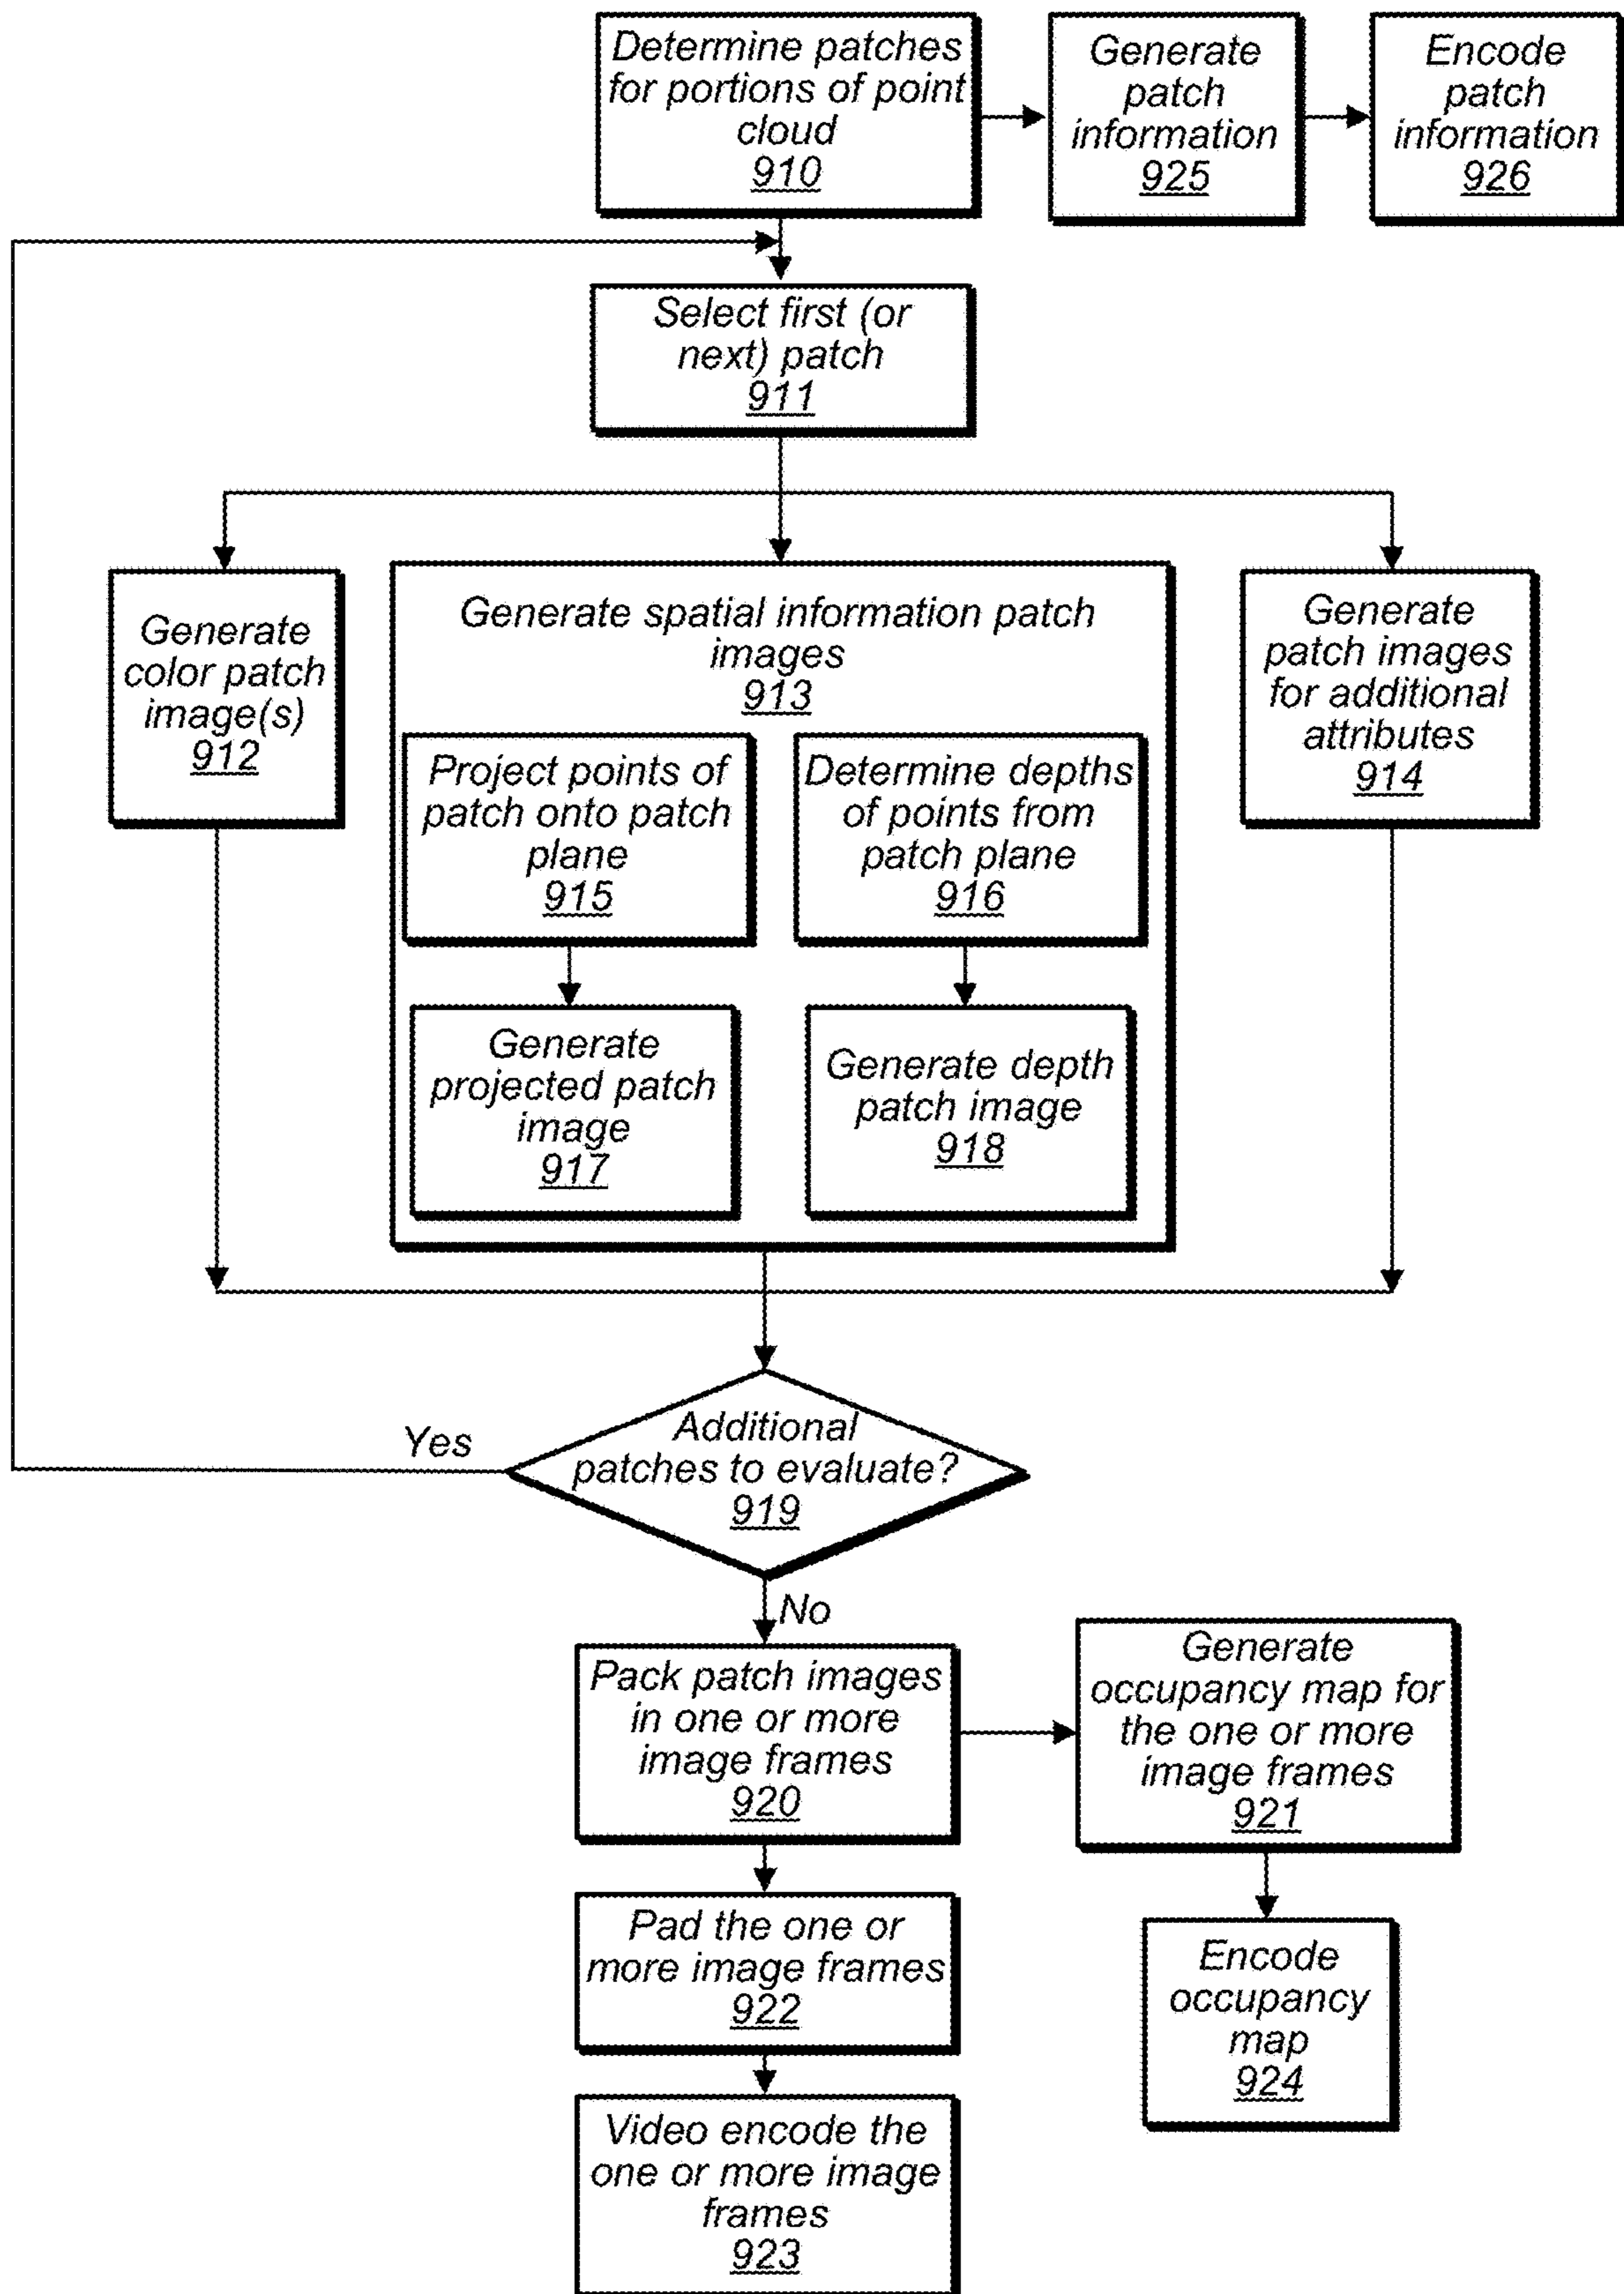 Determine patches
for portions of point
cloud
910
Generate
patch
information
925
Encode
patch
information
926
Select first (or
next) patch
911
Generate
color patch
image(s)
912
Generate spatial information patch
images
913
Project points of
patch onto patch
plane
915
Determine depths
of points from
patch plane
916
Generate
projected patch
image
917
Generate depth
patch image
918
Generate
patch images
for additional
attributes
914
Additional
patches to evaluate?
919
Yes
No
Pack patch images
in one or more
image frames
920
Generate
occupancy map for
the one or more
image frames
921
Pad the one or
more image frames
922
Encode
occupancy
map
924
Video encode the
one or more image
frames
923